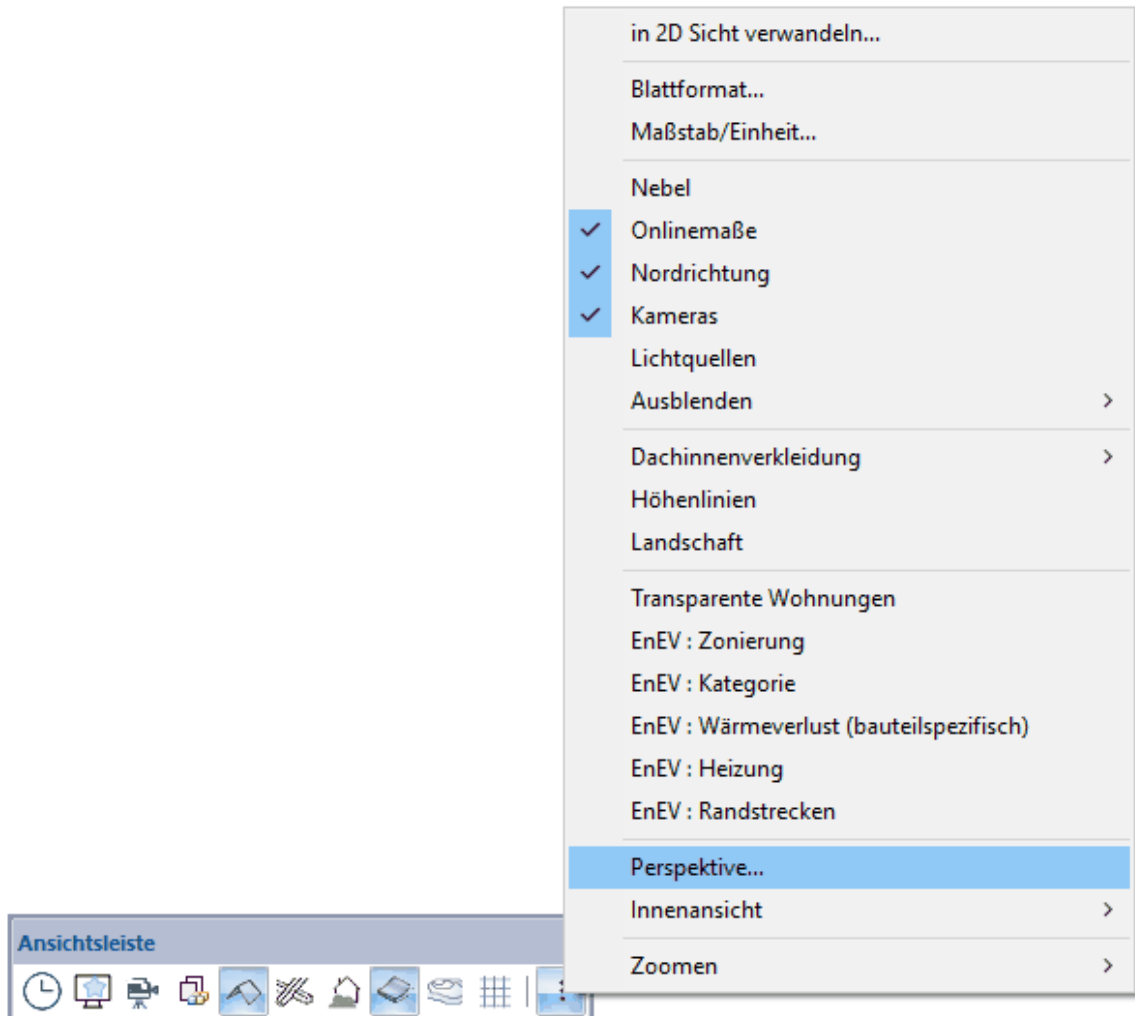 in 2D Sicht verwandeln...
Blattformat...
Maßstab/Einheit...
Nebel
Onlinemaße
Nordrichtung
Kameras
Lichtquellen
Ausblenden
Dachinnenverkleidung
Höhenlinien
Landschaft
Transparente Wohnungen
EnEV : Zonierung
EnEV : Kategorie
EnEV : Wärmeverlust (bauteilspezifisch)
EnEV : Heizung
EnEV : Randstrecken
Perspektive...
Innenansicht
Zoomen
Ansichtsleiste